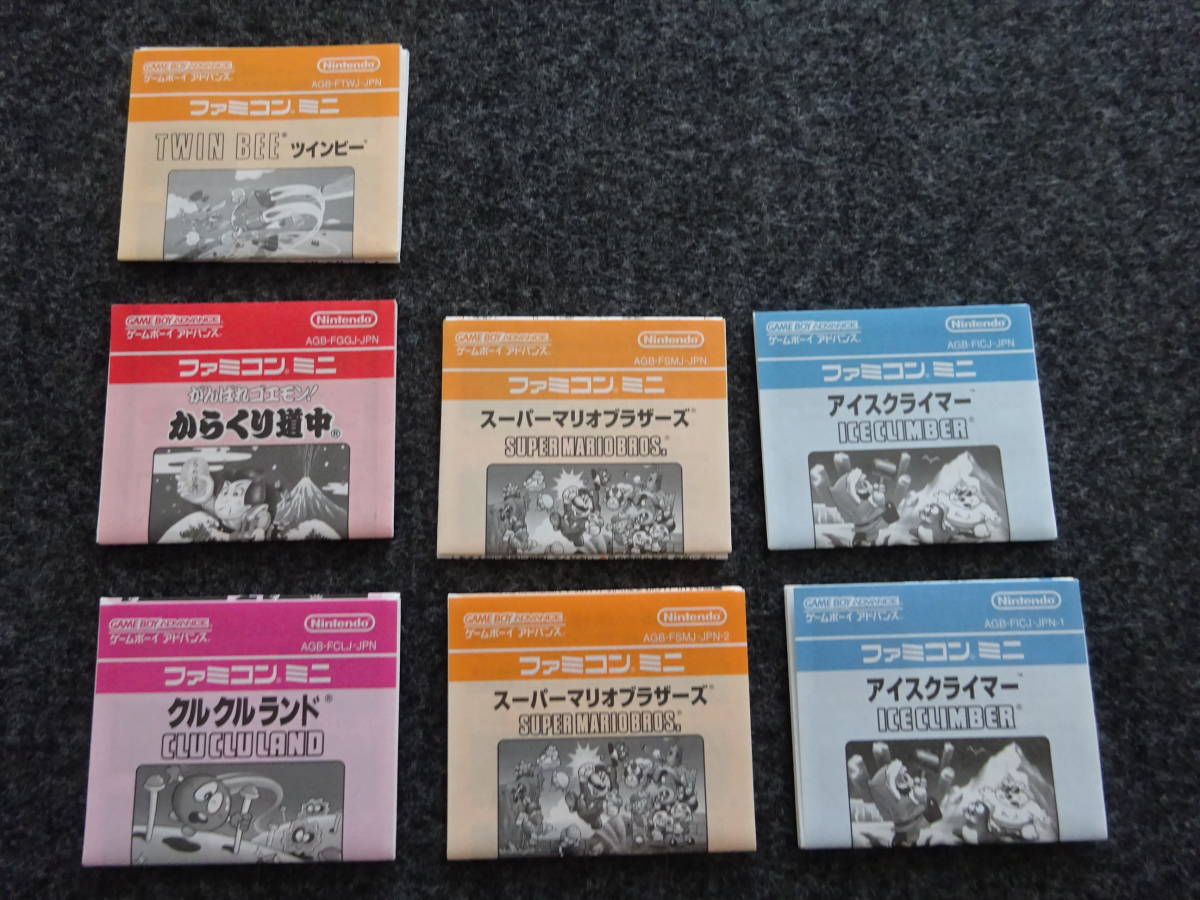 GAME BOY ADVANCE
ゲームボーイ アドバンス
Nintendo
AGB-FTWJ-JPN
ファミコン® ミニ
TWIN BEE® ツインビー®
GAME BOY ADVANCE
ゲームボーイ アドバンス
Nintendo
AGB-FGGJ-JPN
ファミコン® ミニ
がんばれゴエモン!
からくり道中®
GAME BOY ADVANCE
ゲームボーイ アドバンス
Nintendo
AGB-FSMJ-JPN
ファミコン® ミニ
スーパーマリオブラザーズ®
SUPER MARIO BROS.®
GAME BOY ADVANCE
ゲームボーイ アドバンス
Nintendo
AGB-FICJ-JPN
ファミコン® ミニ
アイスクライマー™
ICE CLIMBER®
GAME BOY ADVANCE
ゲームボーイ アドバンス
Nintendo
AGB-FCLJ-JPN
ファミコン® ミニ
クルクルランド®
CLU CLU LAND
GAME BOY ADVANCE
ゲームボーイ アドバンス
Nintendo
AGB-FSMJ-JPN-2
ファミコン® ミニ
スーパーマリオブラザーズ®
SUPER MARIO BROS.®
GAME BOY ADVANCE
ゲームボーイ アドバンス
Nintendo
AGB-FICJ-JPN-1
ファミコン® ミニ
アイスクライマー™
ICE CLIMBER®